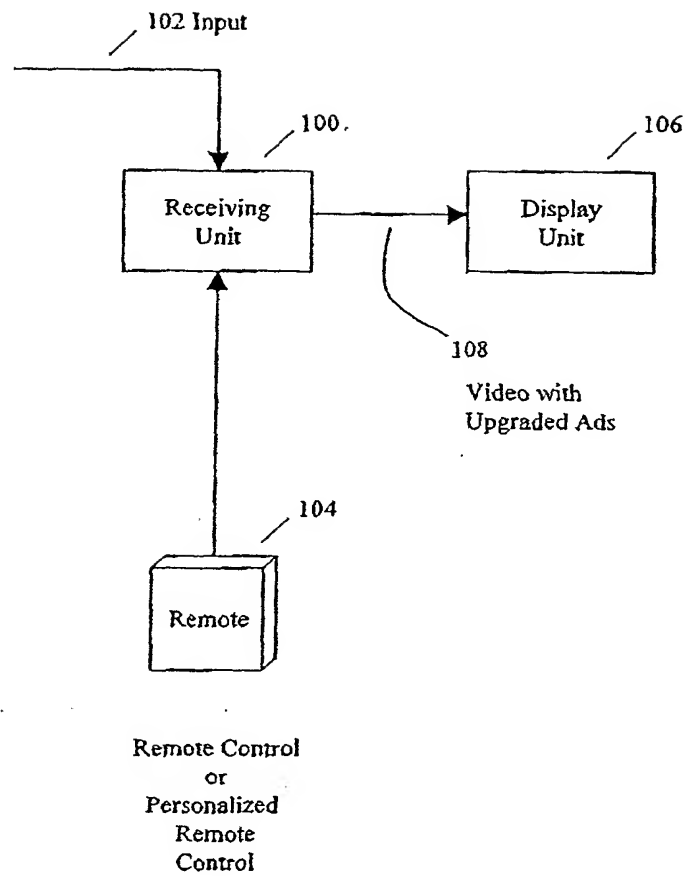 102 Input
100.
106
Receiving
Unit
Display
Unit
108
Video with
Upgraded Ads
104
Remote
Remote Control
or
Personalized
Remote
Control